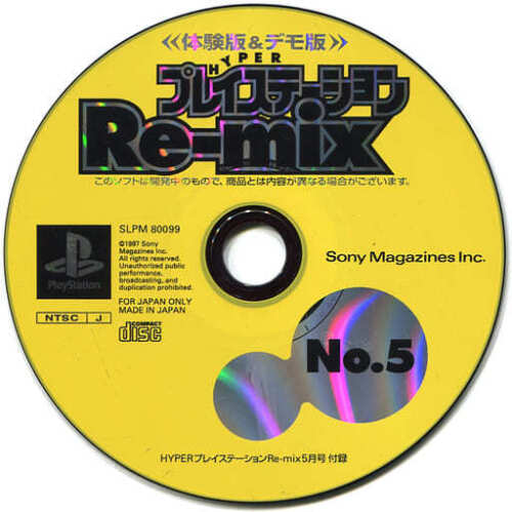 ≪体験版&デモ版≫
HYPER
プレイステーション
Re-mix
このソフトは開発中のもので、商品とは内容が異なる場合がございます。
SLPM 80099
©1997 Sony
Magazines Inc.
All rights reserved.
Unauthorized public
performance,
broadcasting, and
duplication prohibited.
PlayStation
FOR JAPAN ONLY
MADE IN JAPAN
NTSC J
COMPACT
disc
Sony Magazines Inc.
No.5
HYPERプレイステーションRe-mix5月号 付録